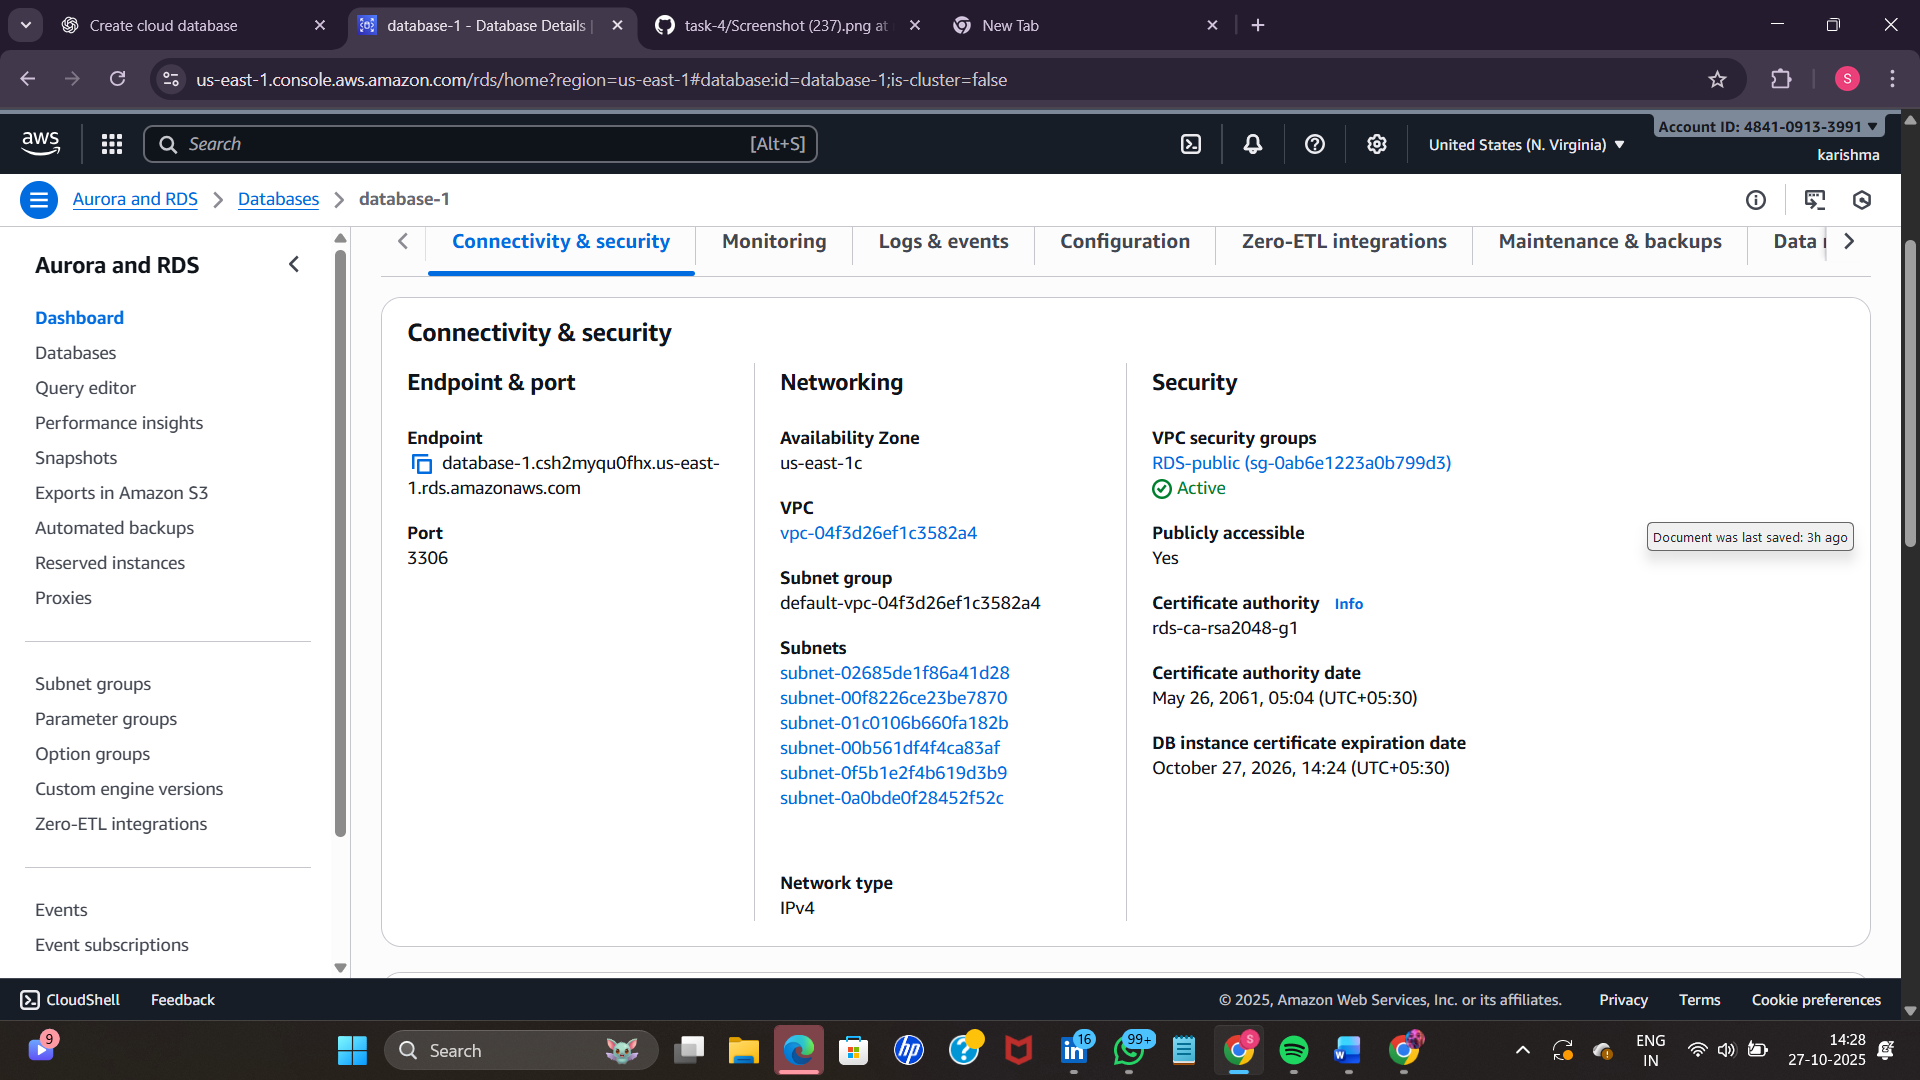 Create cloud database
database-1 - Database Details |
task-4/Screenshot (237).png at
New Tab
us-east-1.console.aws.amazon.com/rds/home?region=us-east-1#database:id=database-1;is-cluster=false
S
aws
Search
[Alt+S]
United States (N. Virginia)
Account ID: 4841-0913-3991
karishma
Aurora and RDS
Databases
database-1
Aurora and RDS
Dashboard
Databases
Query editor
Performance insights
Snapshots
Exports in Amazon S3
Automated backups
Reserved instances
Proxies
Subnet groups
Parameter groups
Option groups
Custom engine versions
Zero-ETL integrations
Events
Event subscriptions
Connectivity & security
Monitoring
Logs & events
Configuration
Zero-ETL integrations
Maintenance & backups
Data
Connectivity & security
Endpoint & port
Endpoint
database-1.csh2myqu0fhx.us-east-
1.rds.amazonaws.com
Port
3306
Networking
Availability Zone
us-east-1c
VPC
vpc-04f3d26ef1c3582a4
Subnet group
default-vpc-04f3d26ef1c3582a4
Subnets
subnet-02685de1f86a41d28
subnet-00f8226ce23be7870
subnet-01c0106b660fa182b
subnet-00b561df4f4ca83af
subnet-0f5b1e2f4b619d3b9
subnet-0a0bde0f28452f52c
Network type
IPv4
Security
VPC security groups
RDS-public (sg-0ab6e1223a0b799d3)
Active
Publicly accessible
Yes
Certificate authority Info
rds-ca-rsa2048-g1
Certificate authority date
May 26, 2061, 05:04 (UTC+05:30)
DB instance certificate expiration date
October 27, 2026, 14:24 (UTC+05:30)
Document was last saved: 3h ago
CloudShell
Feedback
© 2025, Amazon Web Services, Inc. or its affiliates.
Privacy
Terms
Cookie preferences
9
Search
hp
16
99+
S
ENG
IN
14:28
27-10-2025